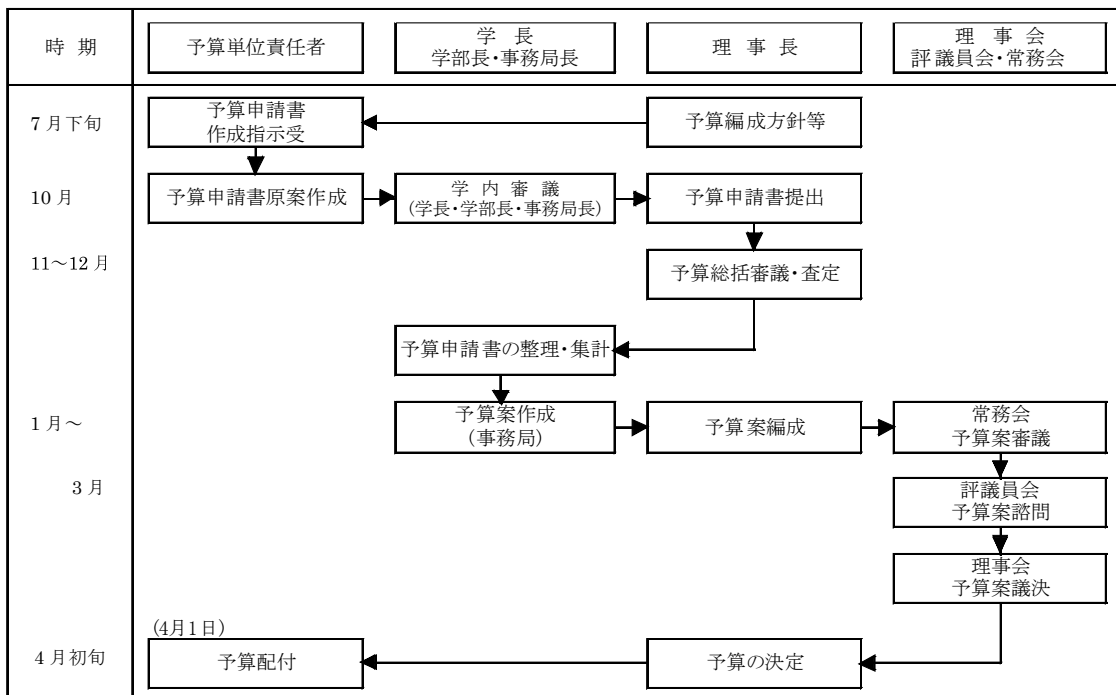 時 期
予算単位責任者
学 長
学部長・事務局長
理 事 長
理 事 会
評議員会・常務会
7月下旬
予算申請書
作成指示受
予算編成方針等
10月
予算申請書原案作成
学 内 審 議
(学長・学部長・事務局長)
予算申請書提出
11～12月
予算総括審議・査定
予算申請書の整理・集計
1月～
予算案作成
(事務局)
予算案編成
常務会
予算案審議
3月
評議員会
予算案諮問
理事会
予算案議決
(4月1日)
4月初旬
予算配付
予算の決定